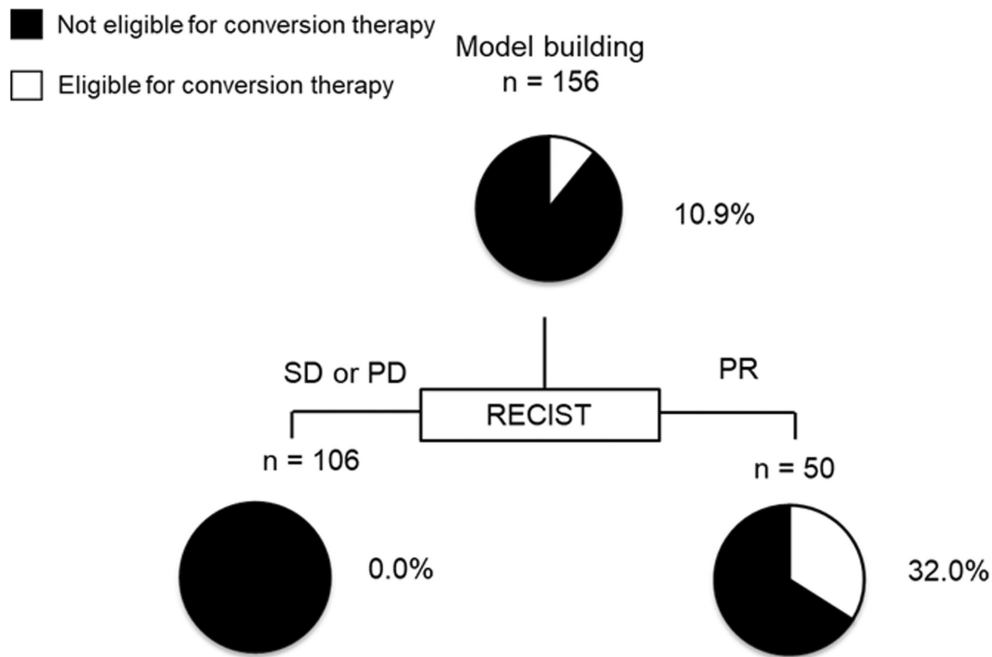 Not eligible for conversion therapy
Eligible for conversion therapy
Model building
n = 156
10.9%
SD or PD
PR
RECIST
n = 106
n = 50
0.0%
32.0%